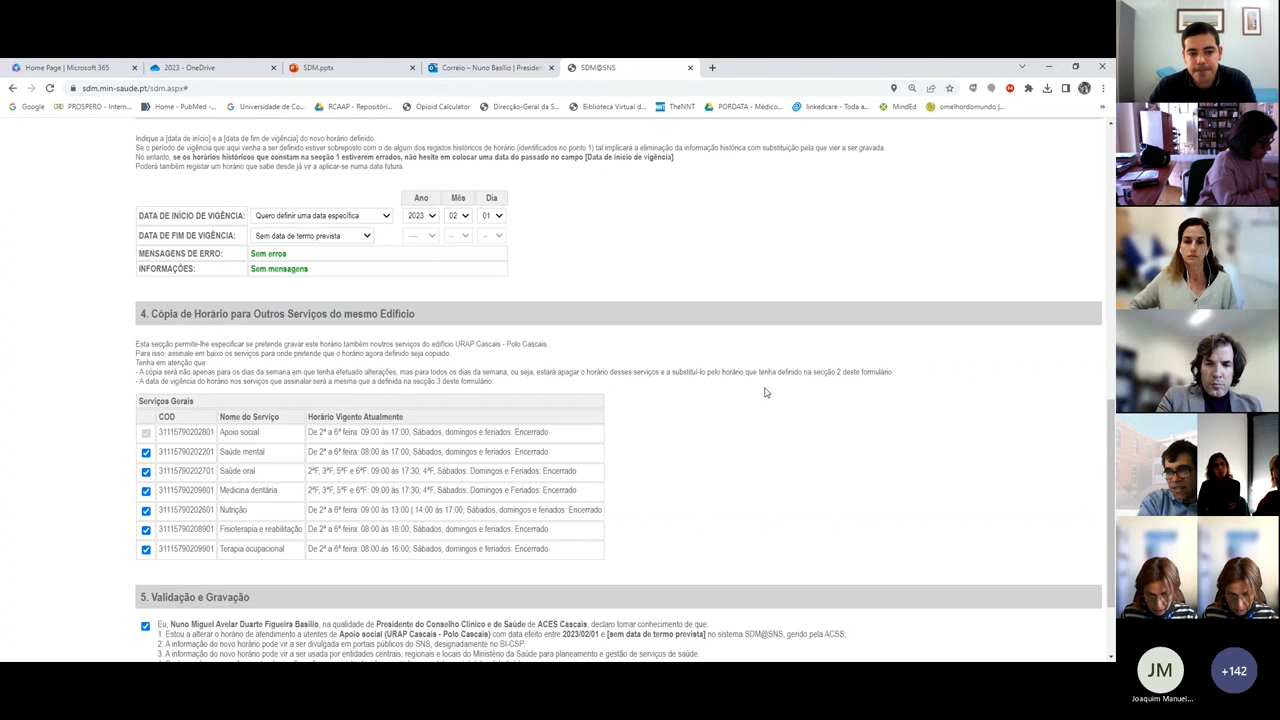 Home Page | Microsoft 365
2023 - OneDrive
SDM.pptx
Correio – Nuno Basílio | Presiden
SDM@SNS
sdm.min-saude.pt/sdm.aspx#
Google
PROSPERO - Intern...
Home - PubMed -...
Universidade de Co...
RCAAP - Repositóri...
Opioid Calculator
Direcção-Geral da S...
Biblioteca Virtual d...
TheNNT
PORDATA - Médico...
linkedcare - Toda a...
MindEd
omelhordomundo |...
Indique a [data de início] e a [data de fim de vigência] do novo horário definido.
Se o período de vigência que aqui venha a ser definido estiver sobreposto com o de algum dos registos históricos de horário (identificados no ponto 1) tal implicará a eliminação da informação histórica com substituição pela que vier a ser gravada.
No entanto, se os horários históricos que constam na secção 1 estiverem errados, não hesite em colocar uma data do passado no campo [Data de início de vigência]
Poderá também registar um horário que sabe desde já vir a aplicar-se numa data futura.
Ano Mês Dia
DATA DE INÍCIO DE VIGÊNCIA: Quero definir uma data específica 2023 02 01
DATA DE FIM DE VIGÊNCIA: Sem data de termo prevista ---- -- --
MENSAGENS DE ERRO: Sem erros
INFORMAÇÕES: Sem mensagens
4. Cópia de Horário para Outros Serviços do mesmo Edifício
Esta secção permite-lhe especificar se pretende gravar este horário também noutros serviços do edifício URAP Cascais - Polo Cascais.
Para isso, assinale em baixo os serviços para onde pretende que o horário agora definido seja copiado.
Tenha em atenção que:
- A cópia será não apenas para os dias da semana em que tenha efetuado alterações, mas para todos os dias da semana, ou seja, estará apagar o horário desses serviços e a substituí-lo pelo horário que tenha definido na secção 2 deste formulário.
- A data de vigência do horário nos serviços que assinalar será a mesma que a definida na secção 3 deste formulário.
Serviços Gerais
COD Nome do Serviço Horário Vigente Atualmente
31115790202801 Apoio social De 2ª a 6ª feira: 09:00 às 17:00; Sábados, domingos e feriados: Encerrado
31115790202201 Saúde mental De 2ª a 6ª feira: 08:00 às 17:00; Sábados, domingos e feriados: Encerrado
31115790202701 Saúde oral 2ªF, 3ªF, 5ªF e 6ªF: 09:00 às 17:30; 4ªF, Sábados: Domingos e Feriados: Encerrado
31115790209801 Medicina dentária 2ªF, 3ªF, 5ªF e 6ªF: 09:00 às 17:30; 4ªF, Sábados: Domingos e Feriados: Encerrado
31115790202601 Nutrição De 2ª a 6ª feira: 09:00 às 13:00 | 14:00 às 17:00; Sábados, domingos e feriados: Encerrado
31115790208901 Fisioterapia e reabilitação De 2ª a 6ª feira: 08:00 às 16:00; Sábados, domingos e feriados: Encerrado
31115790209901 Terapia ocupacional De 2ª a 6ª feira: 08:00 às 16:00; Sábados, domingos e feriados: Encerrado
5. Validação e Gravação
Eu, Nuno Miguel Avelar Duarte Figueira Basílio, na qualidade de Presidente do Conselho Clínico e de Saúde de ACES Cascais, declaro tomar conhecimento de que:
1. Estou a alterar o horário de atendimento a utentes de Apoio social (URAP Cascais - Polo Cascais) com data efeito entre 2023/02/01 e [sem data de termo prevista] no sistema SDM@SNS, gerido pela ACSS;
2. A informação do novo horário pode vir a ser divulgada em portais públicos do SNS, designadamente no BI-CSP.
3. A informação do novo horário pode vir a ser usada por entidades centrais, regionais e locais do Ministério da Saúde para planeamento e gestão de serviços de saúde.
JM
Joaquim Manuel...
+142